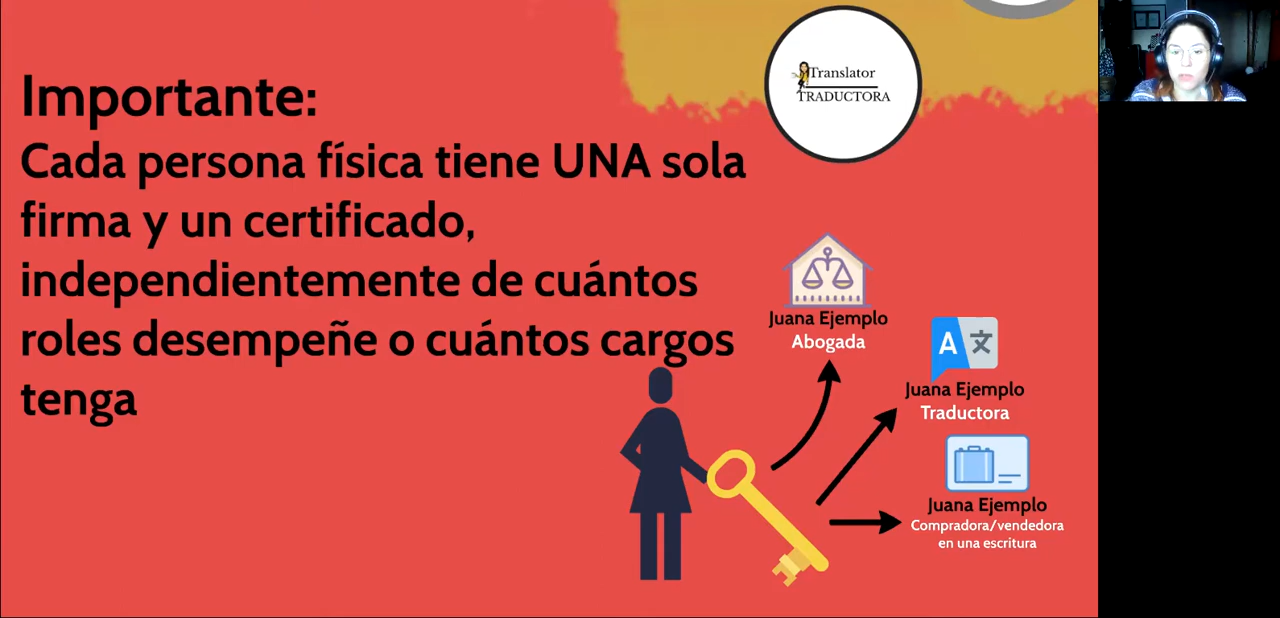 Importante:
Cada persona física tiene UNA sola
firma y un certificado,
independientemente de cuántos
roles desempeñe o cuántos cargos
tenga
Translator
TRADUCTORA
Juana Ejemplo
Abogada
A 文
Juana Ejemplo
Traductora
Juana Ejemplo
Compradora/vendedora
en una escritura